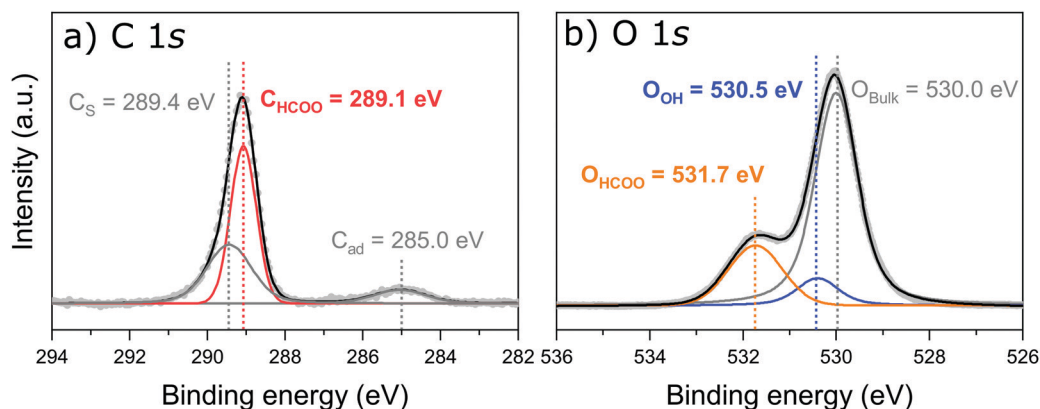 a) C 1s
C_S = 289.4 eV
C_HCOO = 289.1 eV
C_ad = 285.0 eV
Intensity (a.u.)
294 292 290 288 286 284 282
Binding energy (eV)
b) O 1s
O_OH = 530.5 eV
O_Bulk = 530.0 eV
O_HCOO = 531.7 eV
536 534 532 530 528 526
Binding energy (eV)